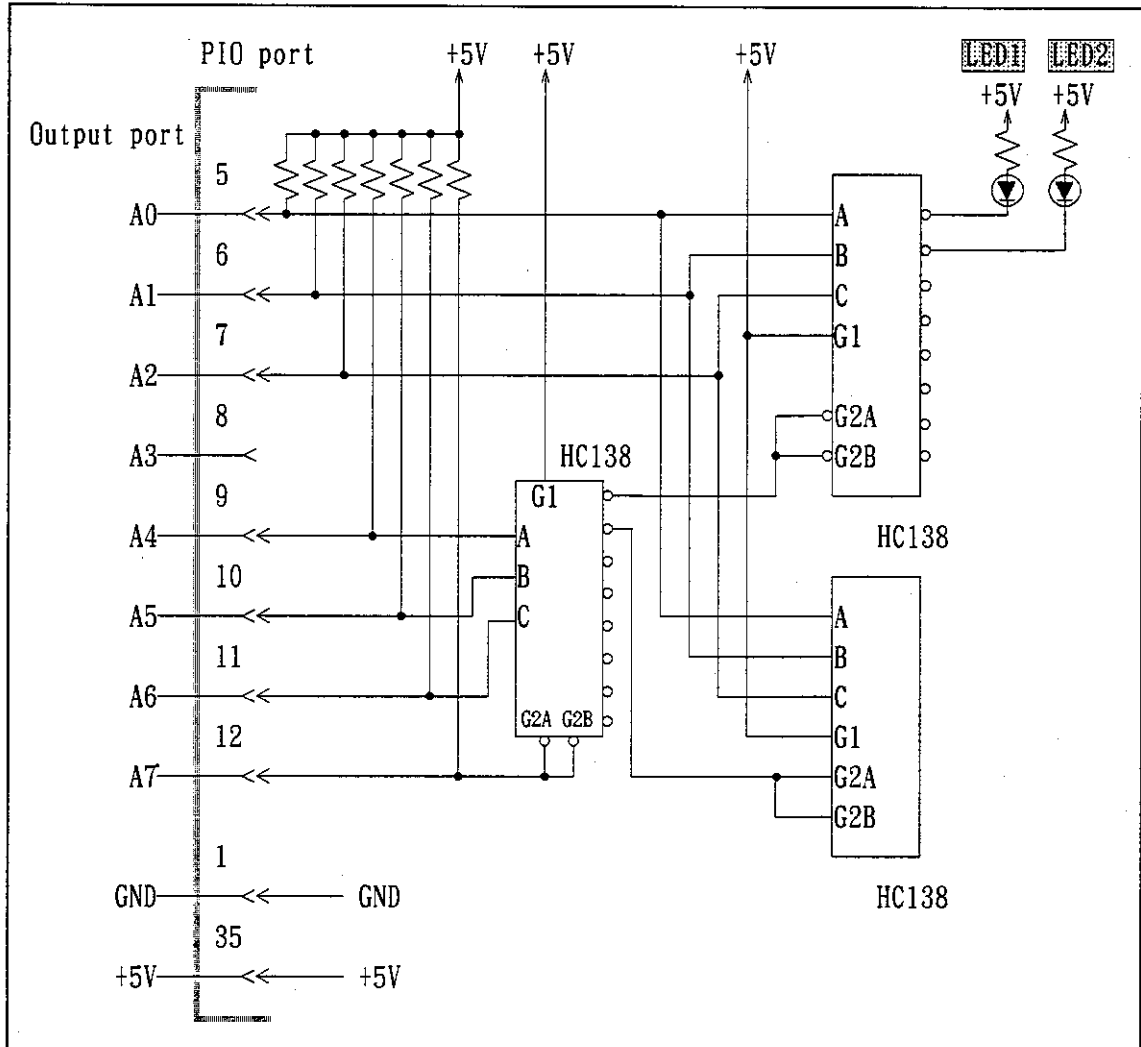 PIO port
+5V
+5V
+5V
LED1
LED2
+5V
+5V
Output port
5
A0
6
A1
7
A2
8
A3
9
A4
10
A5
11
A6
12
A7
1
GND
GND
35
+5V
+5V
HC138
G1
A
B
C
G2A
G2B
A
B
C
G1
G2A
G2B
HC138
A
B
C
G1
G2A
G2B
HC138